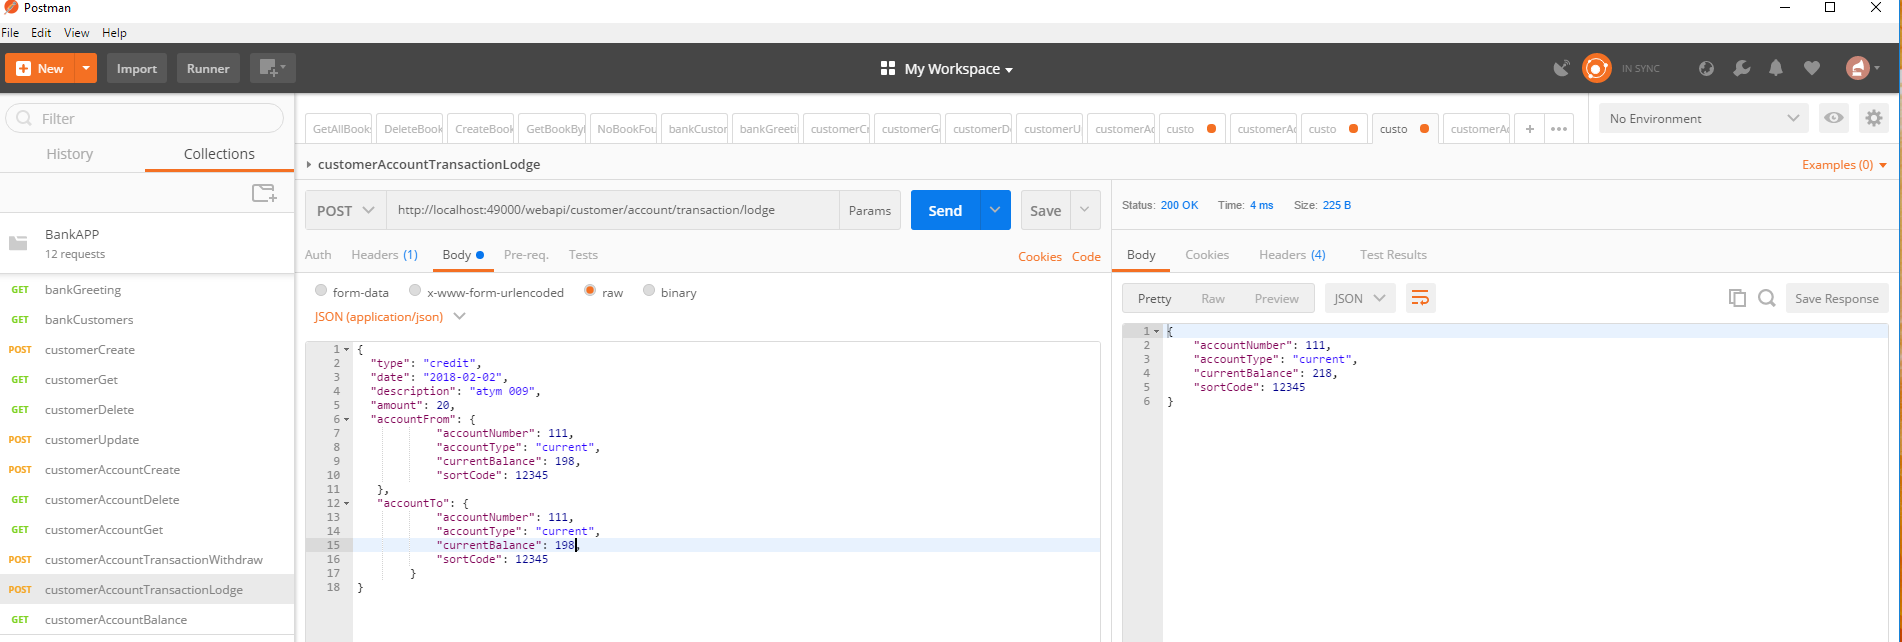 Postman
File Edit View Help
New Import Runner My Workspace IN SYNC
Filter
History Collections
BankAPP
12 requests
GET bankGreeting
GET bankCustomers
POST customerCreate
GET customerGet
GET customerDelete
POST customerUpdate
POST customerAccountCreate
GET customerAccountDelete
GET customerAccountGet
POST customerAccountTransactionWithdraw
POST customerAccountTransactionLodge
GET customerAccountBalance
GetAllBook DeleteBook CreateBook GetBookByI NoBookFou bankCustor bankGreeti customerCr customerG customerD customerU customerAc custo customerAc custo custo customerAc + •••
No Environment
customerAccountTransactionLodge
Examples (0)
POST http://localhost:49000/webapi/customer/account/transaction/lodge Params Send Save
Auth Headers (1) Body Pre-req. Tests Cookies Code
form-data x-www-form-urlencoded raw binary
JSON (application/json)
1 {
2 "type": "credit",
3 "date": "2018-02-02",
4 "description": "atym 009",
5 "amount": 20,
6 "accountFrom": {
7 "accountNumber": 111,
8 "accountType": "current",
9 "currentBalance": 198,
10 "sortCode": 12345
11 },
12 "accountTo": {
13 "accountNumber": 111,
14 "accountType": "current",
15 "currentBalance": 198,
16 "sortCode": 12345
17 }
18 }
Status: 200 OK Time: 4 ms Size: 225 B
Body Cookies Headers (4) Test Results
Pretty Raw Preview JSON Save Response
1 {
2 "accountNumber": 111,
3 "accountType": "current",
4 "currentBalance": 218,
5 "sortCode": 12345
6 }